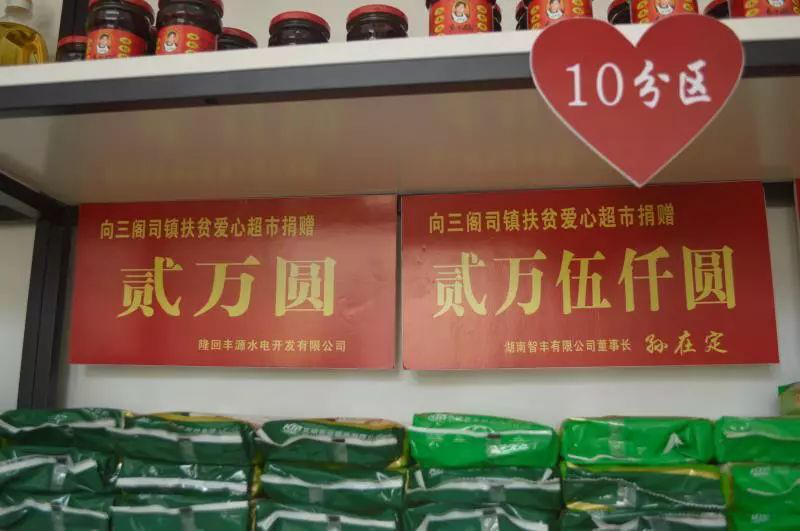 10分区
向三阁司镇扶贫爱心超市捐赠
贰万圆
隆回丰源水电开发有限公司
向三阁司镇扶贫爱心超市捐赠
贰万伍仟圆
湖南智丰有限公司董事长 孙在定